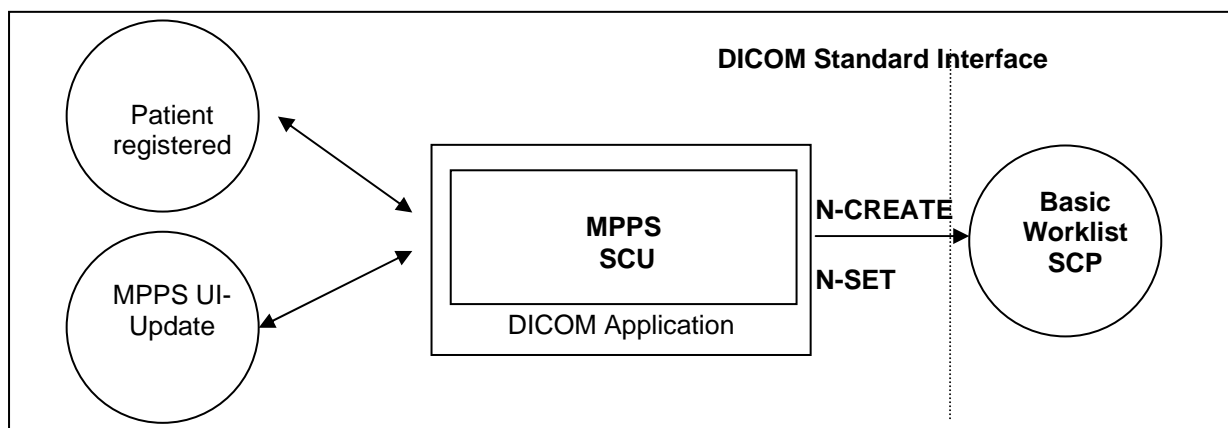 DICOM Standard Interface
Patient
registered
MPPS UI-
Update
MPPS
SCU
DICOM Application
N-CREATE
N-SET
Basic
Worklist
SCP